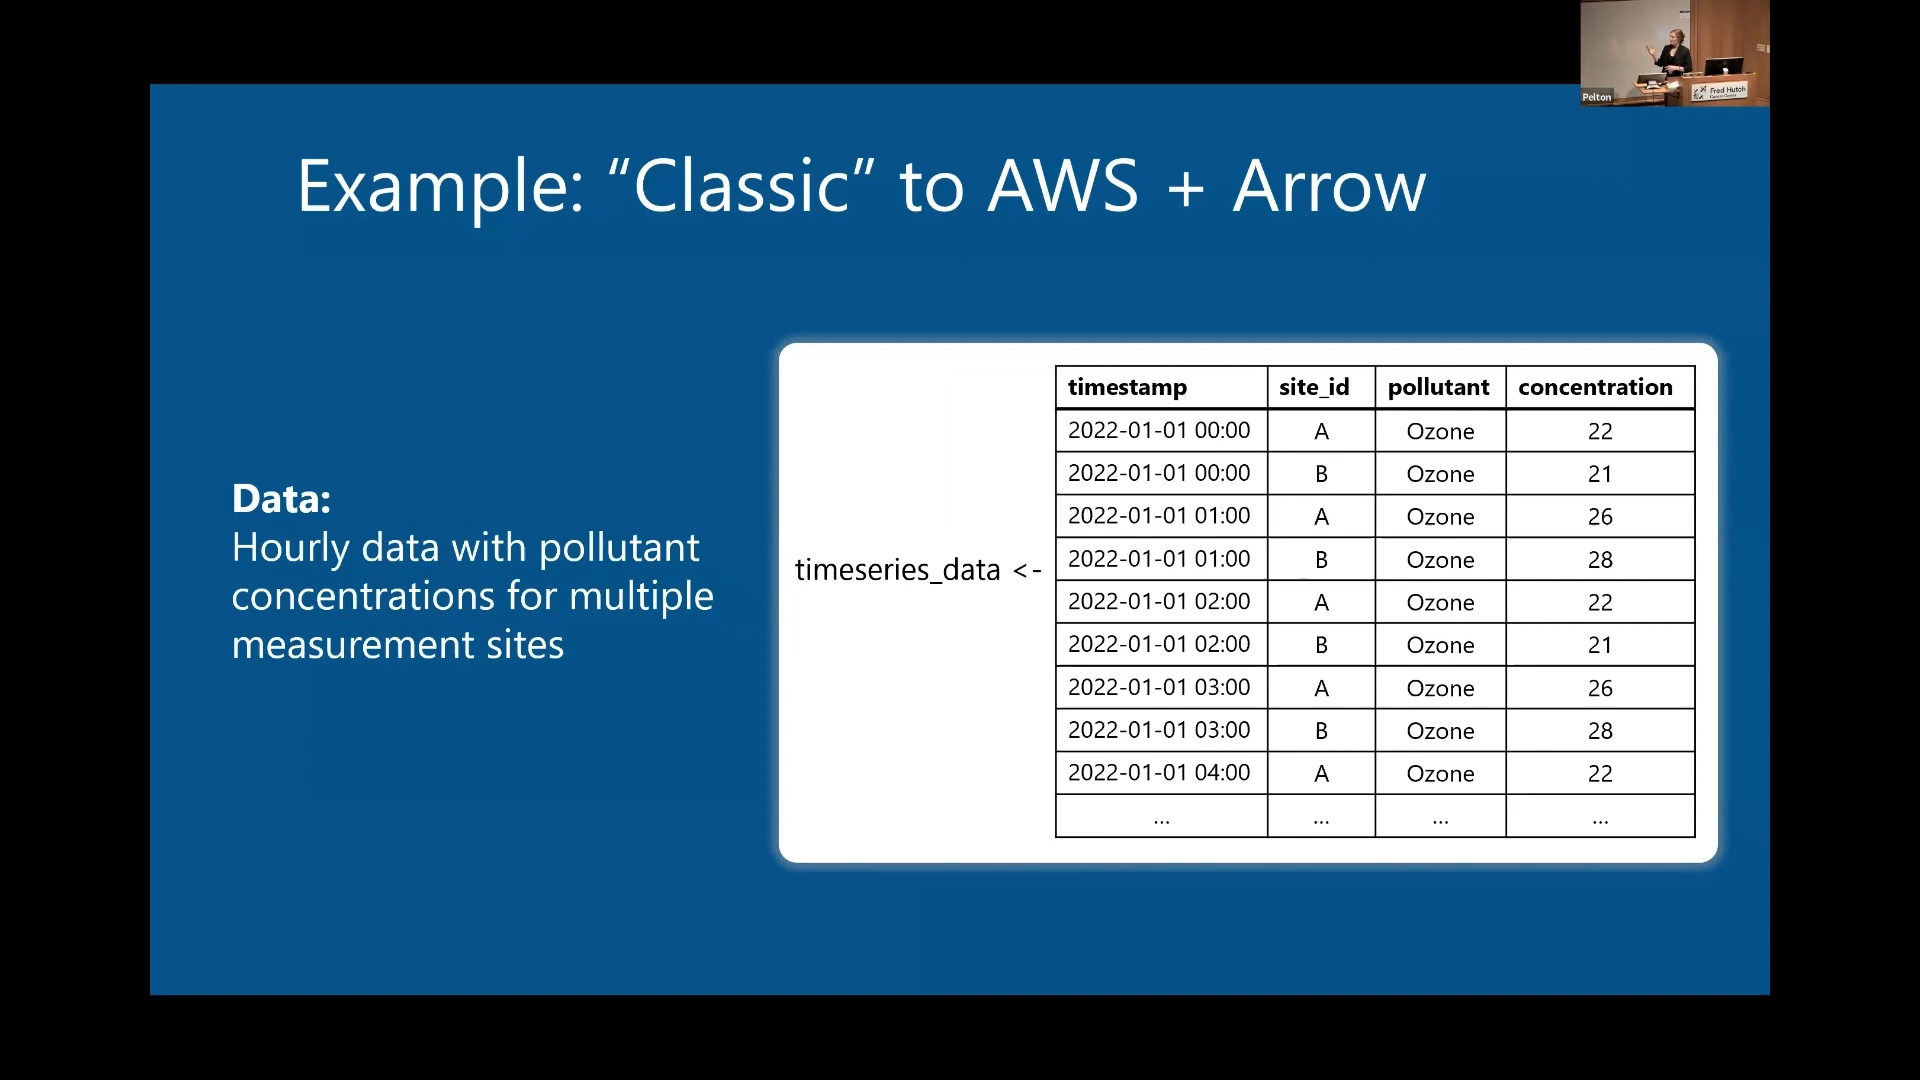 Fred Hutch
Cancer Center
Pelton
Example: “Classic” to AWS + Arrow
Data:
Hourly data with pollutant
concentrations for multiple
measurement sites
timeseries_data <-
timestamp site_id pollutant concentration
2022-01-01 00:00 A Ozone 22
2022-01-01 00:00 B Ozone 21
2022-01-01 01:00 A Ozone 26
2022-01-01 01:00 B Ozone 28
2022-01-01 02:00 A Ozone 22
2022-01-01 02:00 B Ozone 21
2022-01-01 03:00 A Ozone 26
2022-01-01 03:00 B Ozone 28
2022-01-01 04:00 A Ozone 22
... ... ... ...